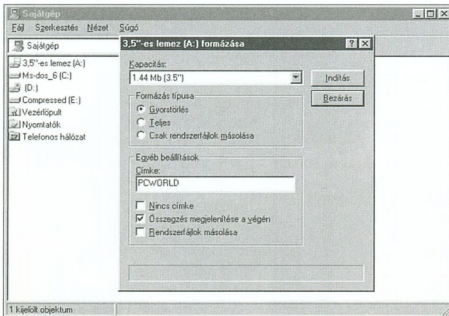 Sajátgép
Fájl Szerkesztés Nézet Súgó
Sajátgép
3,5"-es lemez (A:)
Ms-dos_6 (C:)
(D:)
Compressed (E:)
Vezérlőpult
Nyomtatók
Telefonos hálózat
3,5"-es lemez (A:) formázása
Kapacitás:
1.44 Mb (3.5")
Indítás
Bezárás
Formázás típusa
Gyorstörlés
Teljes
Csak rendszerfájlok másolása
Egyéb beállítások
Címke:
PCWORLD
Nincs címke
Összegzés megjelenítése a végén
Rendszerfájlok másolása
1 kijelölt objektum